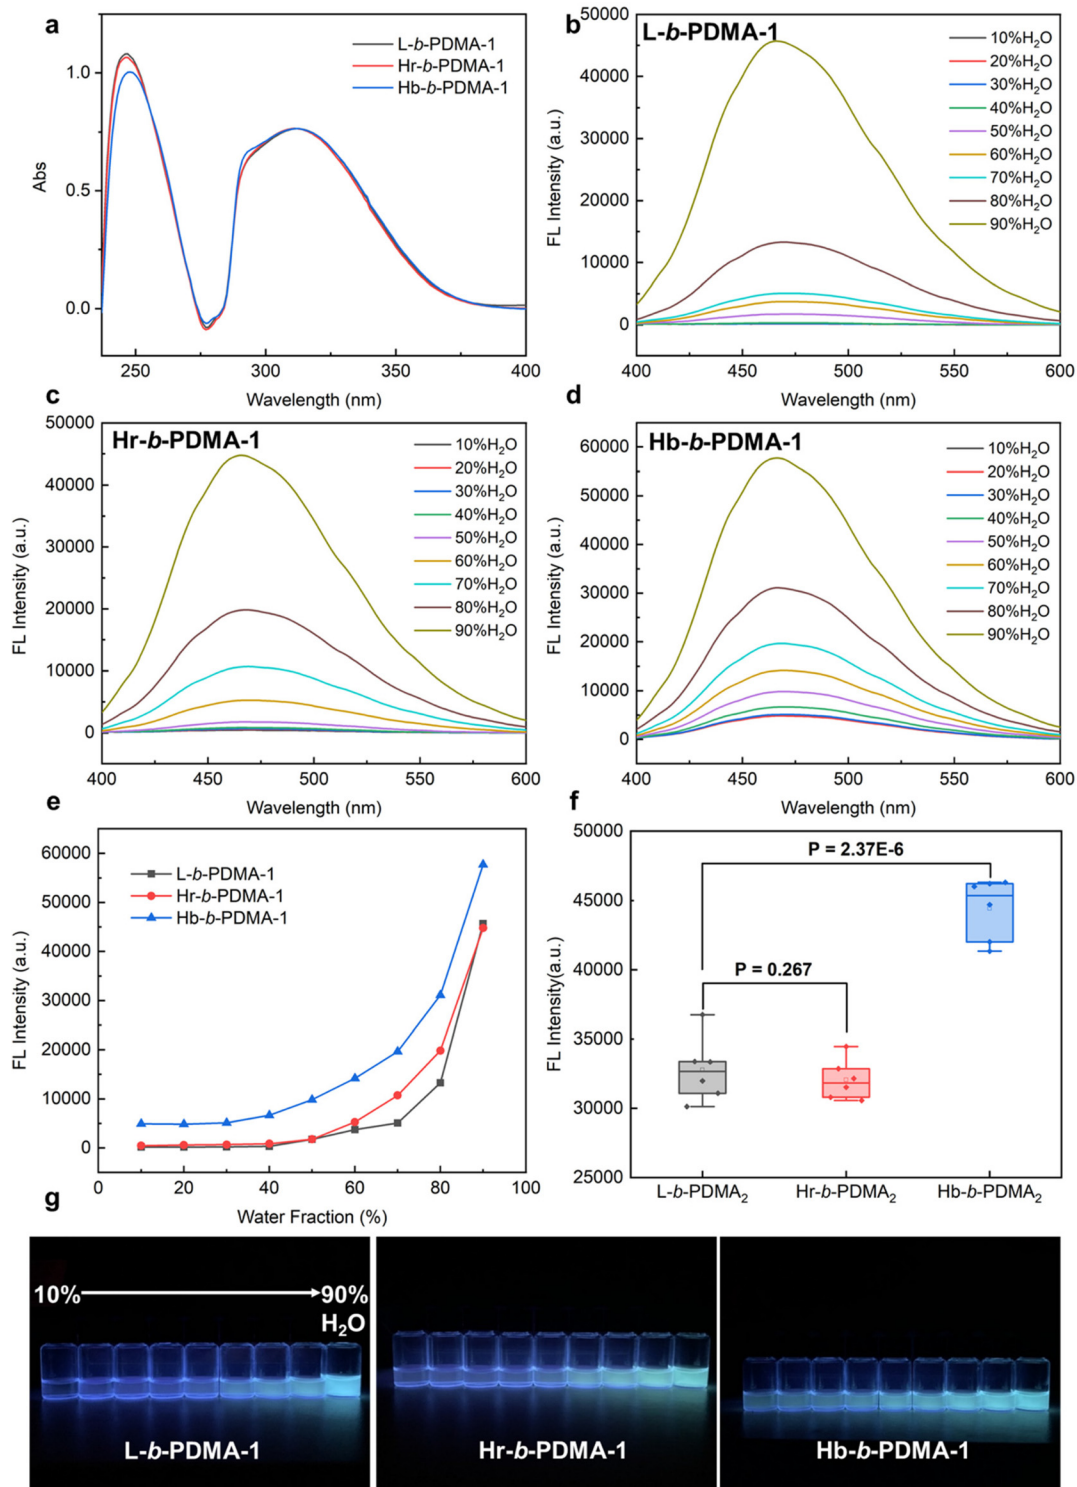 a
L-b-PDMA-1
Hr-b-PDMA-1
Hb-b-PDMA-1
1.0
0.5
0.0
Abs
250 300 350 400
Wavelength (nm)
b
L-b-PDMA-1
50000
40000
30000
20000
10000
0
FL Intensity (a.u.)
10%H₂O
20%H₂O
30%H₂O
40%H₂O
50%H₂O
60%H₂O
70%H₂O
80%H₂O
90%H₂O
400 450 500 550 600
Wavelength (nm)
c
Hr-b-PDMA-1
50000
40000
30000
20000
10000
0
FL Intensity (a.u.)
10%H₂O
20%H₂O
30%H₂O
40%H₂O
50%H₂O
60%H₂O
70%H₂O
80%H₂O
90%H₂O
400 450 500 550 600
Wavelength (nm)
d
Hb-b-PDMA-1
60000
50000
40000
30000
20000
10000
0
FL Intensity (a.u.)
10%H₂O
20%H₂O
30%H₂O
40%H₂O
50%H₂O
60%H₂O
70%H₂O
80%H₂O
90%H₂O
400 450 500 550 600
Wavelength (nm)
e
60000
50000
40000
30000
20000
10000
0
FL Intensity (a.u.)
L-b-PDMA-1
Hr-b-PDMA-1
Hb-b-PDMA-1
0 20 40 60 80 100
Water Fraction (%)
f
50000
45000
40000
35000
30000
25000
FL Intensity(a.u.)
P = 2.37E-6
P = 0.267
L-b-PDMA₂ Hr-b-PDMA₂ Hb-b-PDMA₂
g
10% 90%
H₂O
L-b-PDMA-1
Hr-b-PDMA-1
Hb-b-PDMA-1